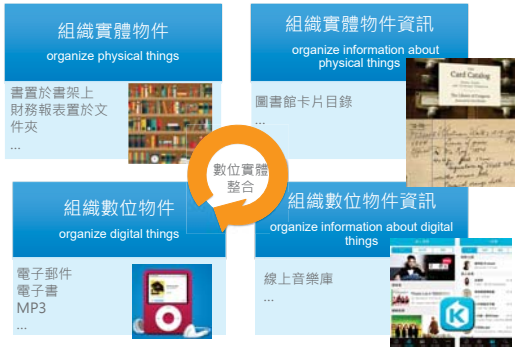 組織實體物件
organize physical things
書置於書架上
財務報表置於文
件夾
...
組織實體物件資訊
organize information about
physical things
圖書館卡片目錄
...
Card Catalog
數位實體
整合
組織數位物件
organize digital things
電子郵件
電子書
MP3
...
組織數位物件資訊
organize information about digital
things
線上音樂庫
...